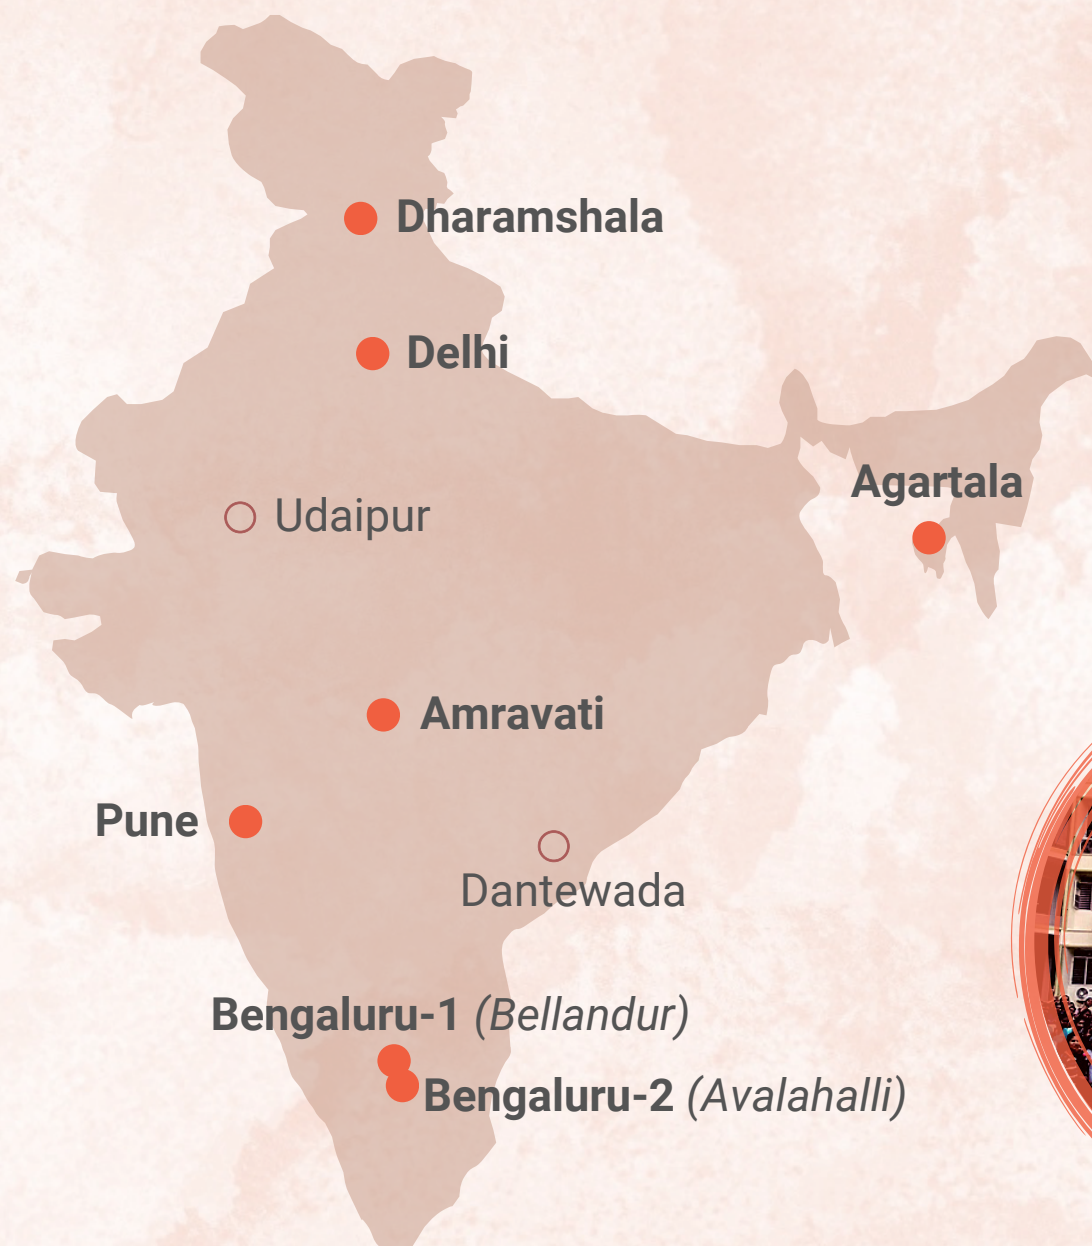 Dharamshala
Delhi
Agartala
Udaipur
Amravati
Pune
Dantewada
Bengaluru-1 (Bellandur)
Bengaluru-2 (Avalahalli)